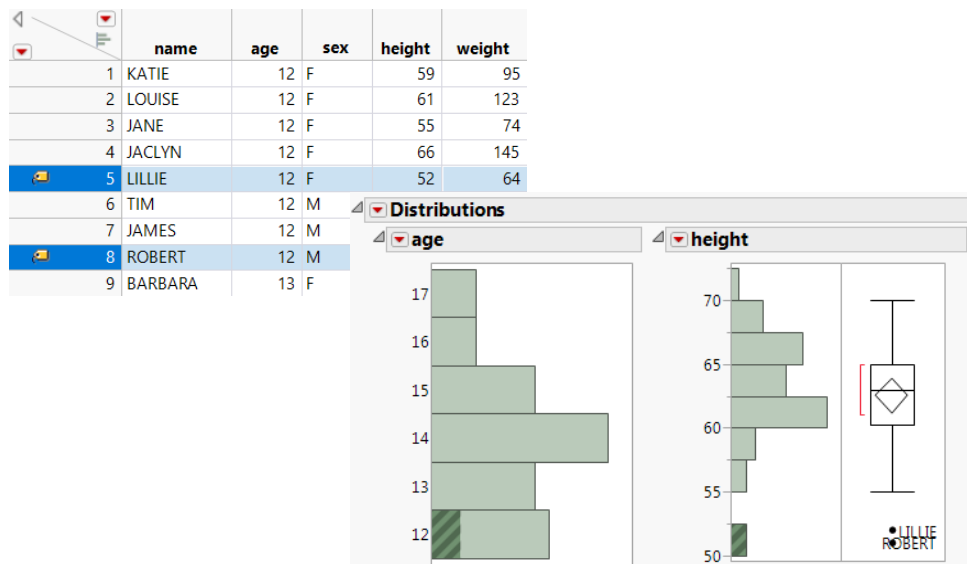 name age sex height weight
1 KATIE 12 F 59 95
2 LOUISE 12 F 61 123
3 JANE 12 F 55 74
4 JACLYN 12 F 66 145
5 LILLIE 12 F 52 64
6 TIM 12 M
7 JAMES 12 M
8 ROBERT 12 M
9 BARBARA 13 F
Distributions
age
17
16
15
14
13
12
height
70
65
60
55
50
LILLIE
ROBERT